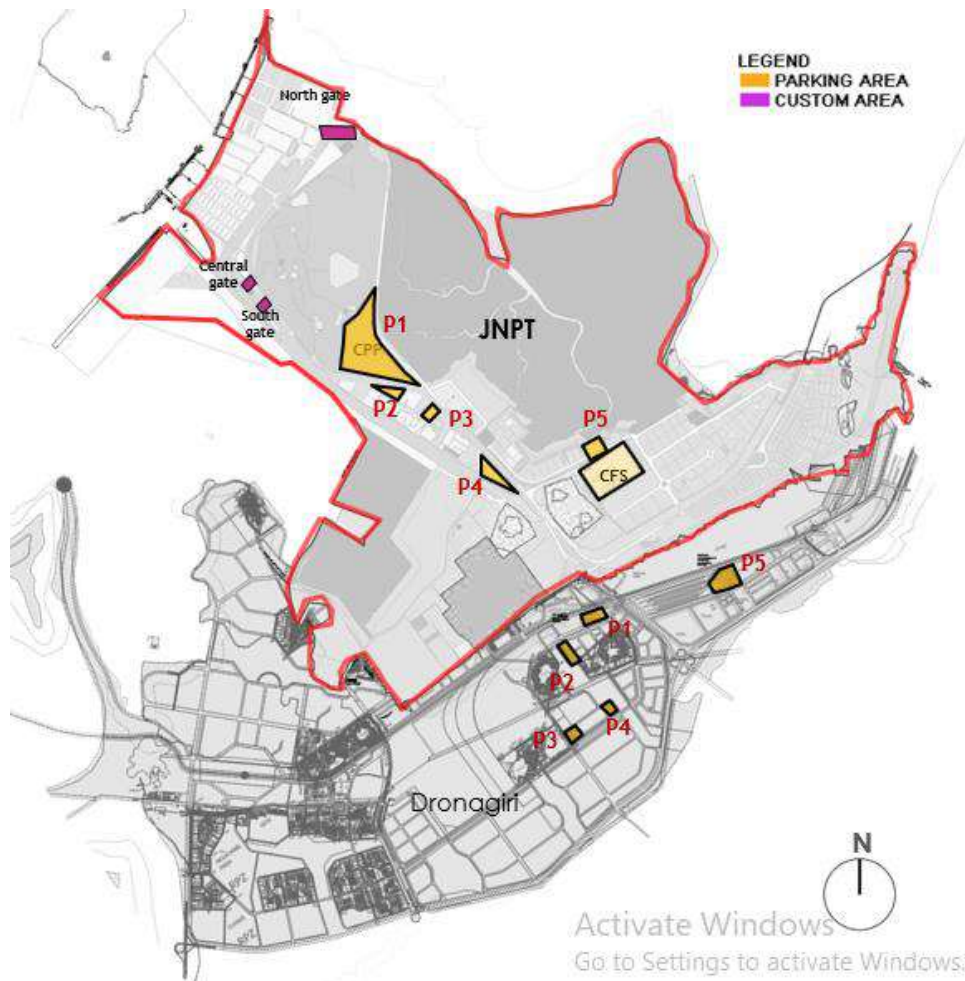 LEGEND
PARKING AREA
CUSTOM AREA
North gate
Central
gate
South
gate
P1
JNPT
CPP
P2
P3
P5
P4
CFS
P5
P1
P2
P4
P3
Dronagiri
N
Activate Windows
Go to Settings to activate Windows.